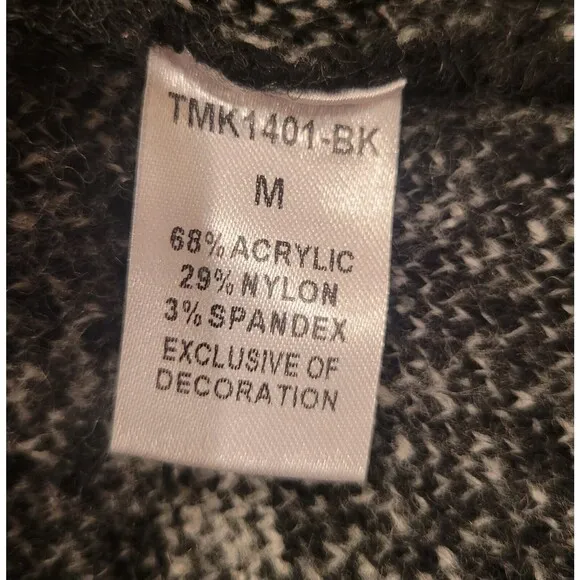 TMK1401-BK
M
68% ACRYLIC
29% NYLON
3% SPANDEX
EXCLUSIVE OF
DECORATION